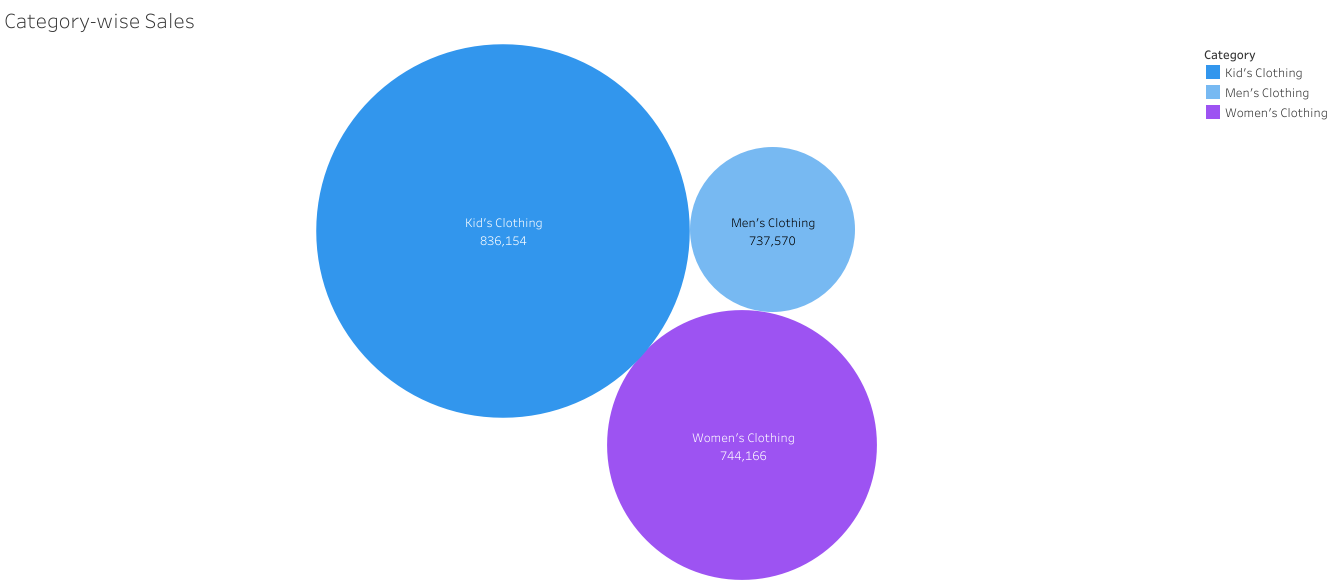 Category-wise Sales
Category
Kid's Clothing
Men's Clothing
Women's Clothing
Kid's Clothing
836,154
Men's Clothing
737,570
Women's Clothing
744,166